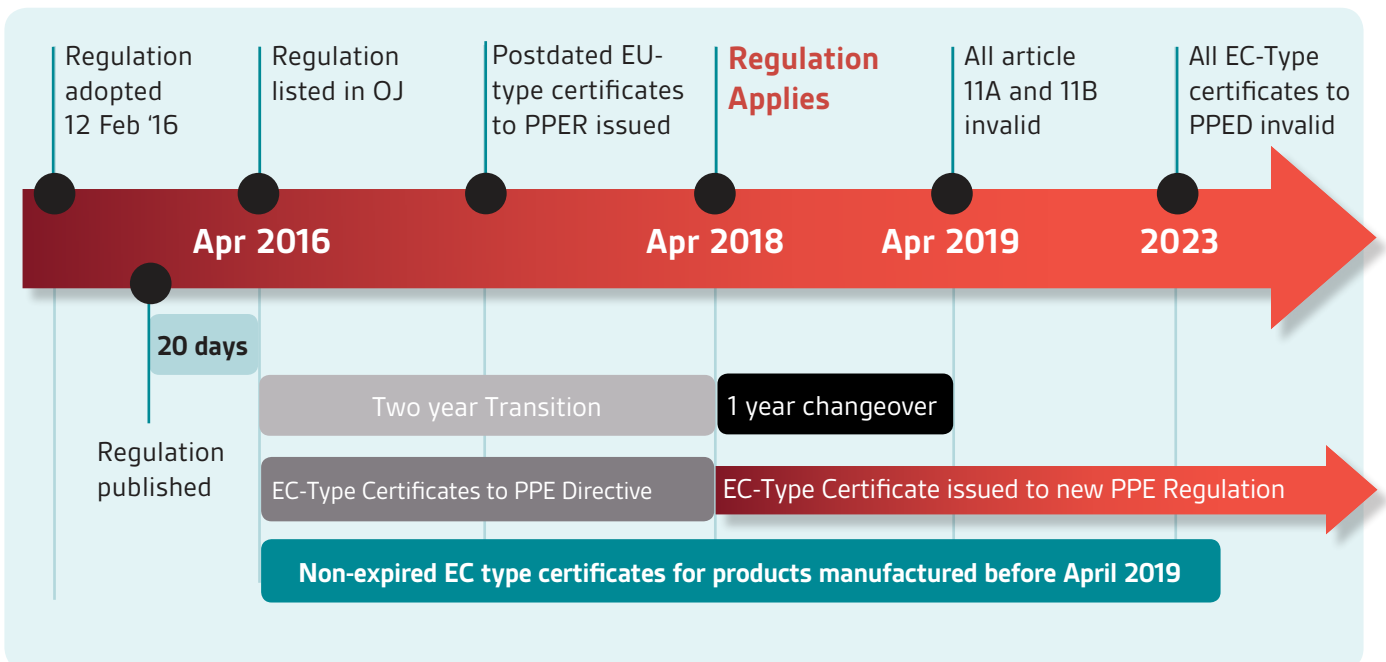 Regulation
adopted
12 Feb ‘16
Regulation
listed in OJ
Postdated EU-
type certificates
to PPER issued
Regulation
Applies
All article
11A and 11B
invalid
All EC-Type
certificates to
PPED invalid
Apr 2016
Apr 2018
Apr 2019
2023
20 days
Regulation
published
Two year Transition
1 year changeover
EC-Type Certificates to PPE Directive
EC-Type Certificate issued to new PPE Regulation
Non-expired EC type certificates for products manufactured before April 2019